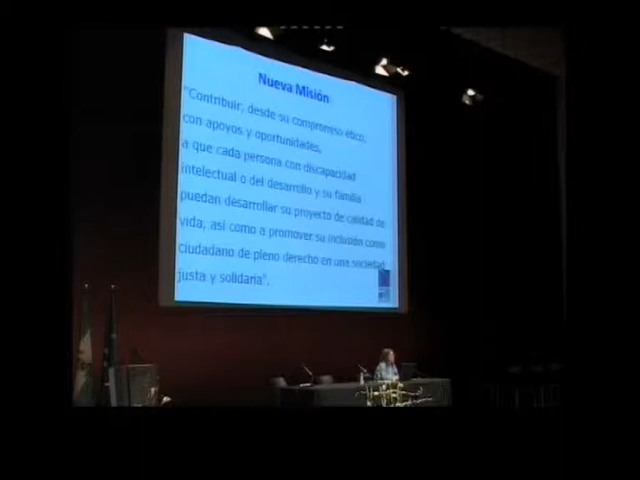 Nueva Misión
"Contribuir, desde su compromiso ético,
con apoyos y oportunidades,
a que cada persona con discapacidad
intelectual o del desarrollo y su familia
puedan desarrollar su proyecto de calidad de
vida, así como a promover su inclusión como
ciudadano de pleno derecho en una sociedad
justa y solidaria".